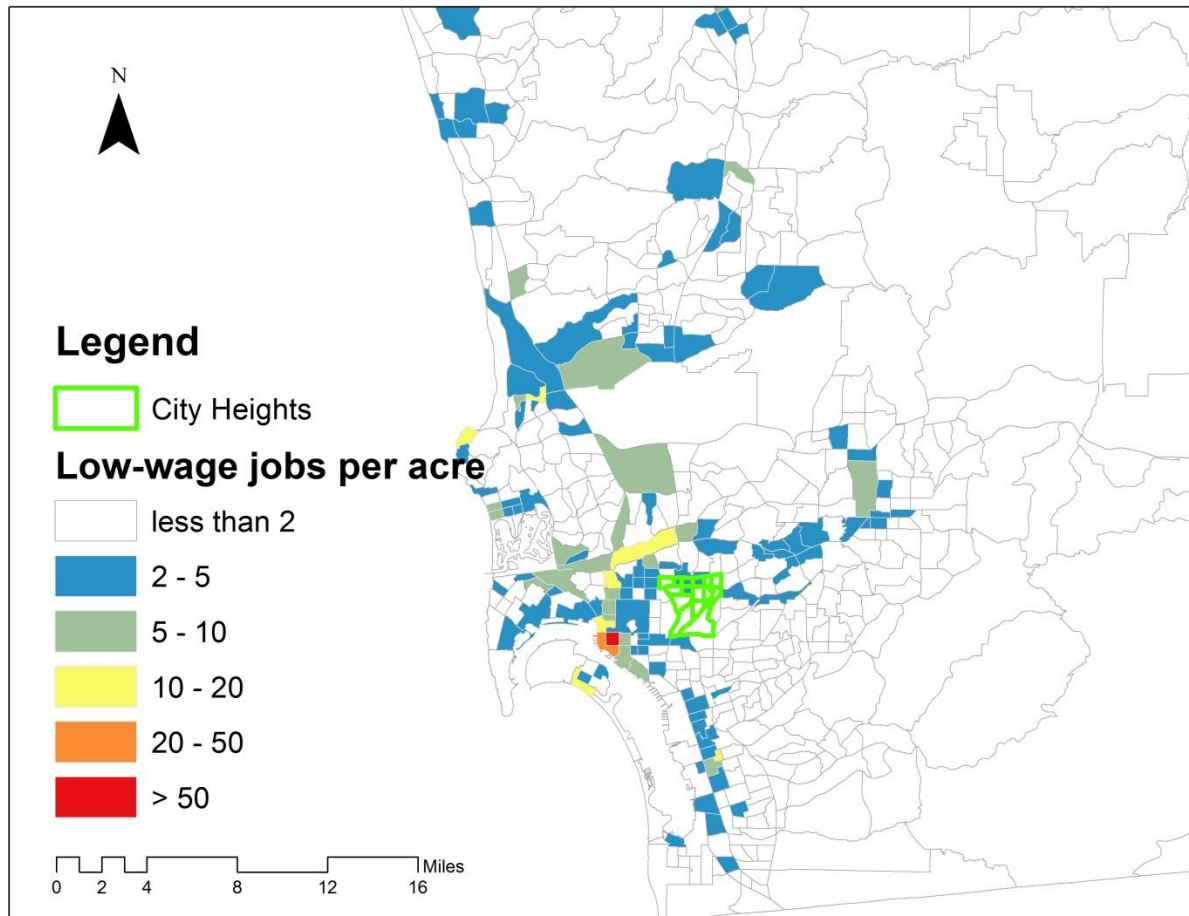 N
Legend
City Heights
Low-wage jobs per acre
less than 2
2 - 5
5 - 10
10 - 20
20 - 50
> 50
Miles
0 2 4 8 12 16